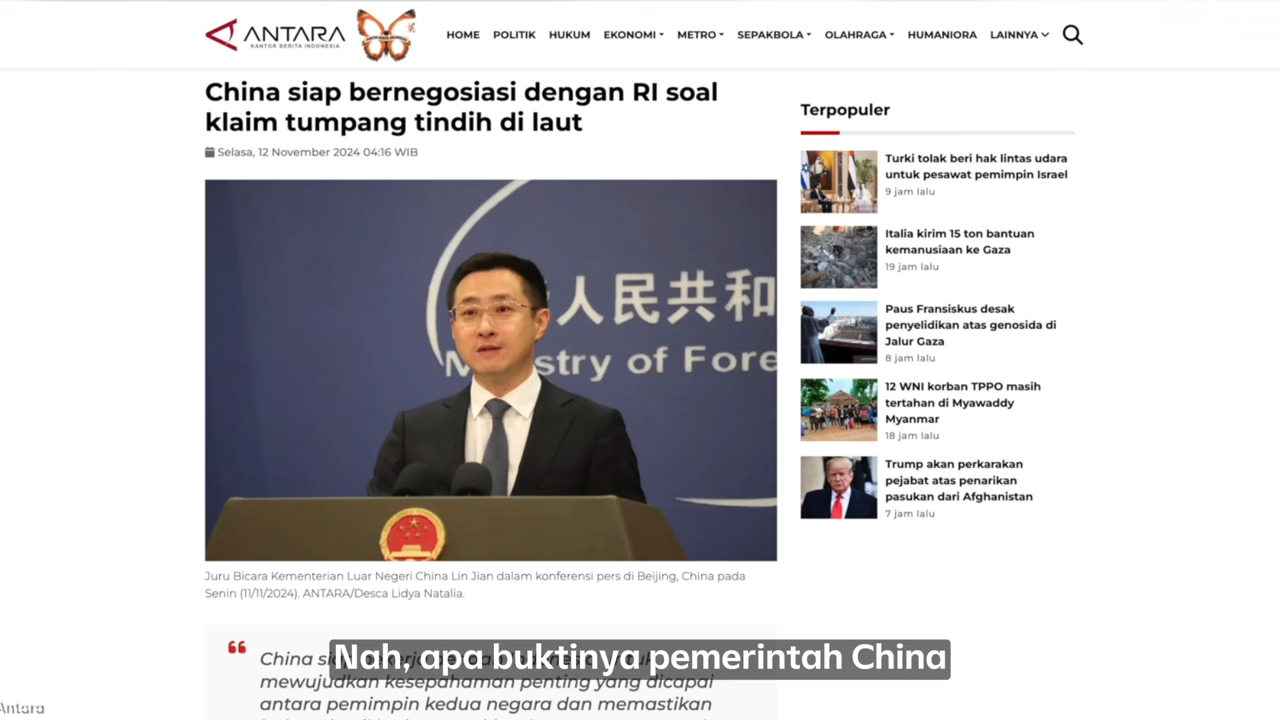 ANTARA
KANTOR BERITA INDONESIA
HOME POLITIK HUKUM EKONOMI METRO SEPAKBOLA OLAHRAGA HUMANIORA LAINNYA
China siap bernegosiasi dengan RI soal
klaim tumpang tindih di laut
Selasa, 12 November 2024 04:16 WIB
人民共和
stry of Fore
Juru Bicara Kementerian Luar Negeri China Lin Jian dalam konferensi pers di Beijing, China pada
Senin (11/11/2024). ANTARA/Desca Lidya Natalia.
China
mewujudkan kesepahaman penting yang dicapai
antara pemimpin kedua negara dan memastikan
Terpopuler
Turki tolak beri hak lintas udara
untuk pesawat pemimpin Israel
9 jam lalu
Italia kirim 15 ton bantuan
kemanusiaan ke Gaza
19 jam lalu
Paus Fransiskus desak
penyelidikan atas genosida di
Jalur Gaza
8 jam lalu
12 WNI korban TPPO masih
tertahan di Myawaddy
Myanmar
18 jam lalu
Trump akan perkarakan
pejabat atas penarikan
pasukan dari Afghanistan
7 jam lalu
Nah, apa buktinya pemerintah China
Antara